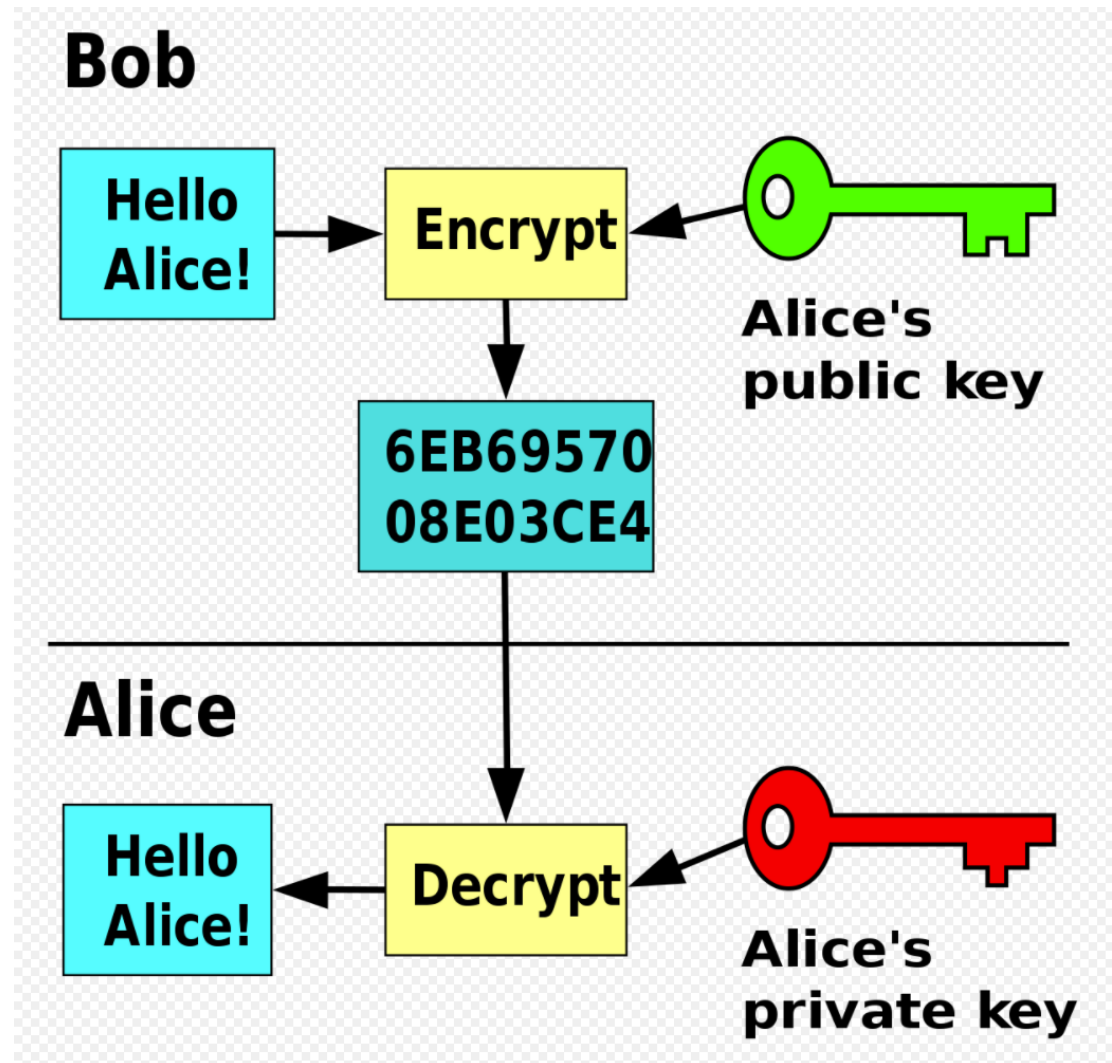 Bob
Hello
Alice!
Encrypt
Alice's
public key
6EB69570
08E03CE4
Alice
Hello
Alice!
Decrypt
Alice's
private key